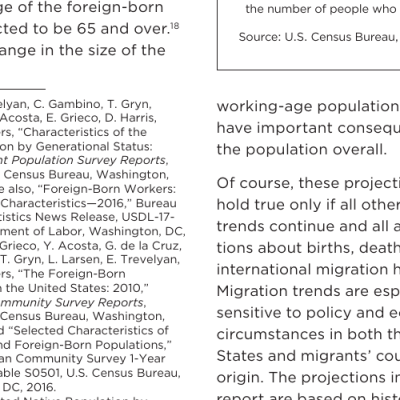 ge of the foreign-born
cted to be 65 and over.18
ange in the size of the
elyan, C. Gambino, T. Gryn,
Acosta, E. Grieco, D. Harris,
rs, “Characteristics of the
on by Generational Status:
nt Population Survey Reports,
. Census Bureau, Washington,
e also, “Foreign-Born Workers:
Characteristics—2016,” Bureau
tistics News Release, USDL-17-
ment of Labor, Washington, DC,
Grieco, Y. Acosta, G. de la Cruz,
T. Gryn, L. Larsen, E. Trevelyan,
rs, “The Foreign-Born
n the United States: 2010,”
ommunity Survey Reports,
. Census Bureau, Washington,
d “Selected Characteristics of
nd Foreign-Born Populations,”
an Community Survey 1-Year
able S0501, U.S. Census Bureau,
DC, 2016.
the number of people who
Source: U.S. Census Bureau,
working-age population
have important consequ
the population overall.
Of course, these projecti
hold true only if all othe
trends continue and all a
tions about births, death
international migration h
Migration trends are esp
sensitive to policy and e
circumstances in both th
States and migrants’ cou
origin. The projections i
report are based on hist